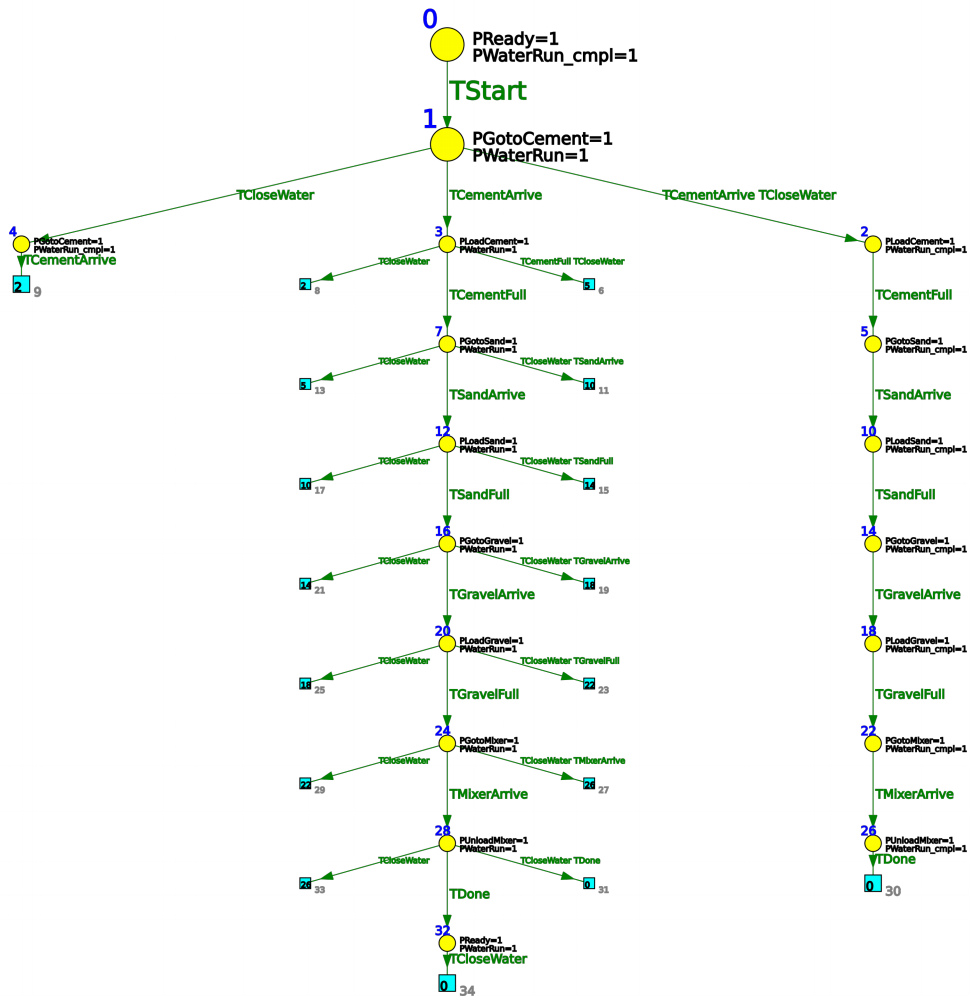 0
PReady=1
PWaterRun_cmpl=1
TStart
1
PGotoCement=1
PWaterRun=1
TCloseWater
TCementArrive
TCementArrive TCloseWater
4
PGotoCement=1
PWaterRun_cmpl=1
3
PLoadCement=1
PWaterRun=1
2
PLoadCement=1
PWaterRun_cmpl=1
TCementArrive
2
9
TCloseWater
TCementFull TCloseWater
2
8
5
6
TCementFull
TCementFull
7
PGotoSand=1
PWaterRun=1
5
PGotoSand=1
PWaterRun_cmpl=1
TCloseWater
TCloseWater TSandArrive
5
13
10
11
TSandArrive
TSandArrive
12
PLoadSand=1
PWaterRun=1
10
PLoadSand=1
PWaterRun_cmpl=1
TCloseWater
TCloseWater TSandFull
10
17
14
15
TSandFull
TSandFull
16
PGotoGravel=1
PWaterRun=1
14
PGotoGravel=1
PWaterRun_cmpl=1
TCloseWater
TCloseWater TGravelArrive
14
21
18
19
TGravelArrive
TGravelArrive
20
PLoadGravel=1
PWaterRun=1
18
PLoadGravel=1
PWaterRun_cmpl=1
TCloseWater
TCloseWater TGravelFull
18
25
22
23
TGravelFull
TGravelFull
24
PGotoMixer=1
PWaterRun=1
22
PGotoMixer=1
PWaterRun_cmpl=1
TCloseWater
TCloseWater TMixerArrive
22
29
26
27
TMixerArrive
TMixerArrive
28
PUnloadMixer=1
PWaterRun=1
26
PUnloadMixer=1
PWaterRun_cmpl=1
TCloseWater
TCloseWater TDone
TDone
26
33
0
31
0
30
TDone
32
PReady=1
PWaterRun=1
TCloseWater
0
34